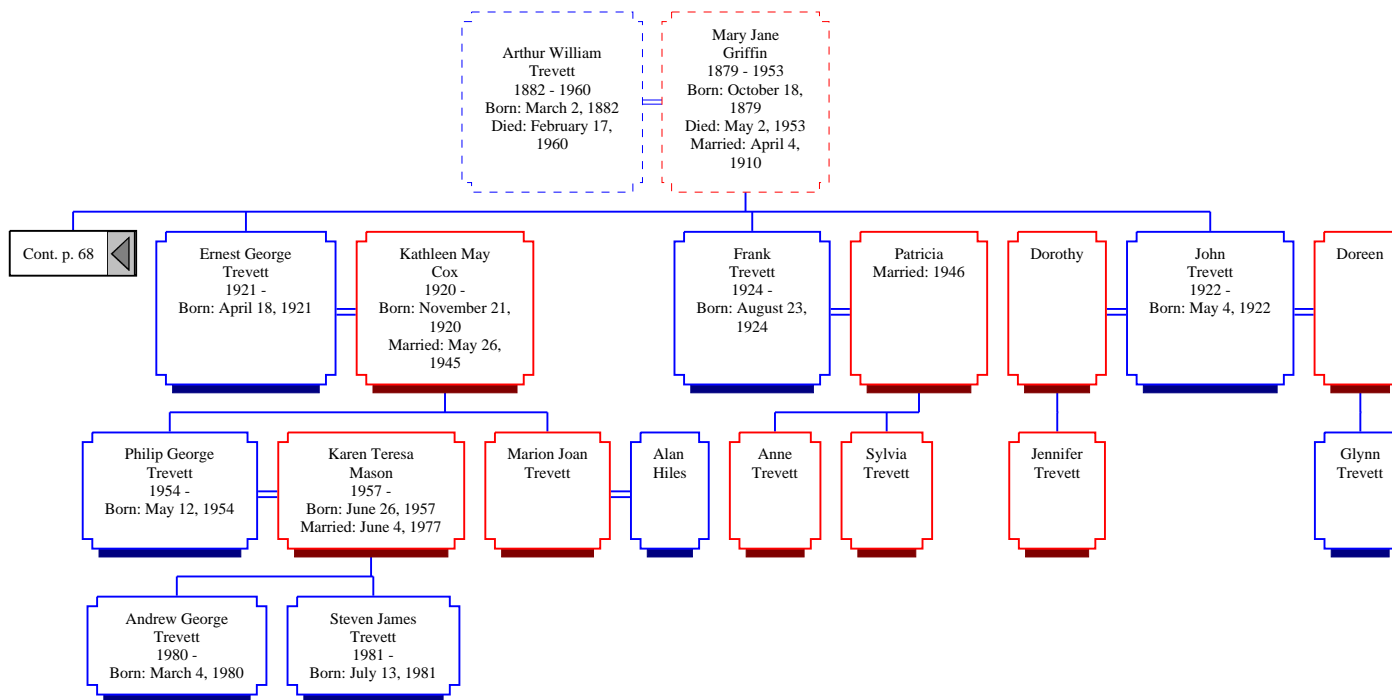 Arthur William
Trevett
1882 - 1960
Born: March 2, 1882
Died: February 17,
1960
Mary Jane
Griffin
1879 - 1953
Born: October 18,
1879
Died: May 2, 1953
Married: April 4,
1910
Cont. p. 68
Ernest George
Trevett
1921 -
Born: April 18, 1921
Kathleen May
Cox
1920 -
Born: November 21,
1920
Married: May 26,
1945
Frank
Trevett
1924 -
Born: August 23,
1924
Patricia
Married: 1946
Dorothy
John
Trevett
1922 -
Born: May 4, 1922
Doreen
Philip George
Trevett
1954 -
Born: May 12, 1954
Karen Teresa
Mason
1957 -
Born: June 26, 1957
Married: June 4, 1977
Marion Joan
Trevett
Alan
Hiles
Anne
Trevett
Sylvia
Trevett
Jennifer
Trevett
Glynn
Trevett
Andrew George
Trevett
1980 -
Born: March 4, 1980
Steven James
Trevett
1981 -
Born: July 13, 1981